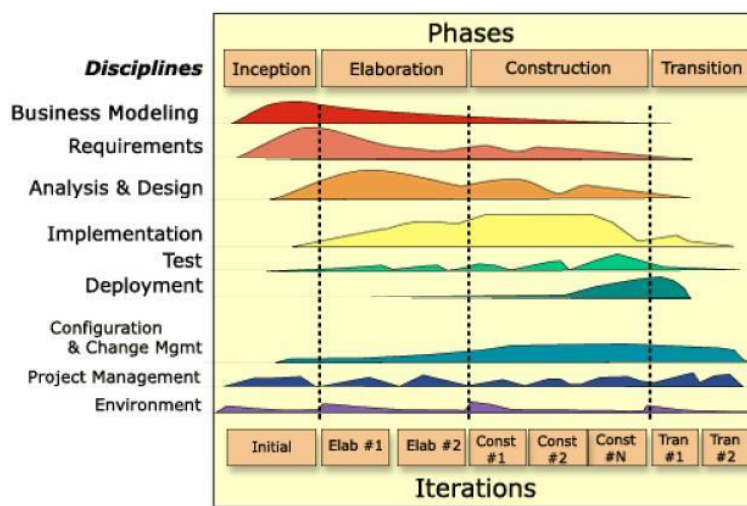 Phases
Disciplines
Inception
Elaboration
Construction
Transition
Business Modeling
Requirements
Analysis & Design
Implementation
Test
Deployment
Configuration
& Change Mgmt
Project Management
Environment
Initial
Elab #1
Elab #2
Const
#1
Const
#2
Const
#N
Tran
#1
Tran
#2
Iterations